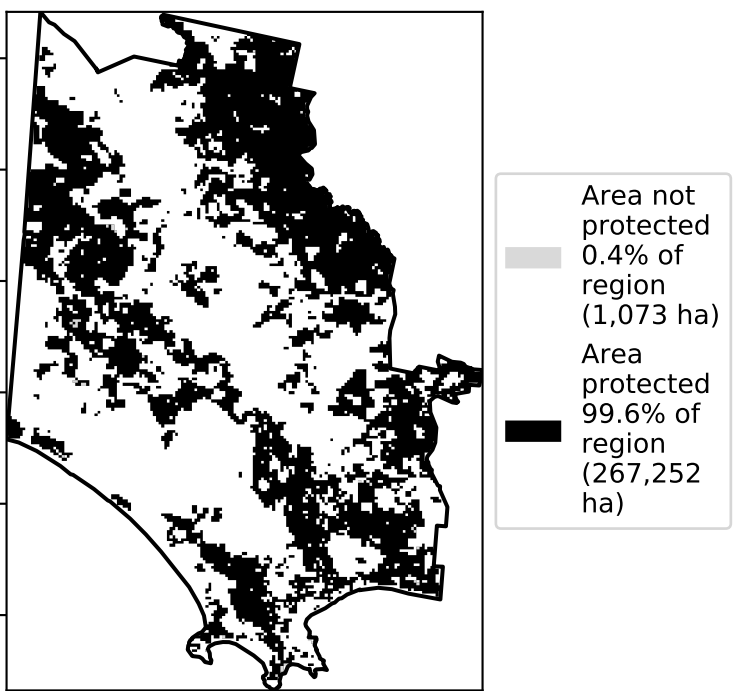 Area not
protected
0.4% of
region
(1,073 ha)
Area
protected
99.6% of
region
(267,252
ha)